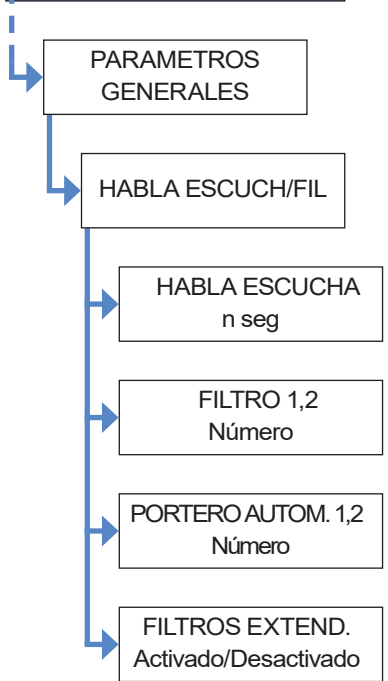 PARAMETROS
GENERALES
HABLA ESCUCH/FIL
HABLA ESCUCHA
n seg
FILTRO 1,2
Número
PORTERO AUTOM. 1,2
Número
FILTROS EXTEND.
Activado/Desactivado